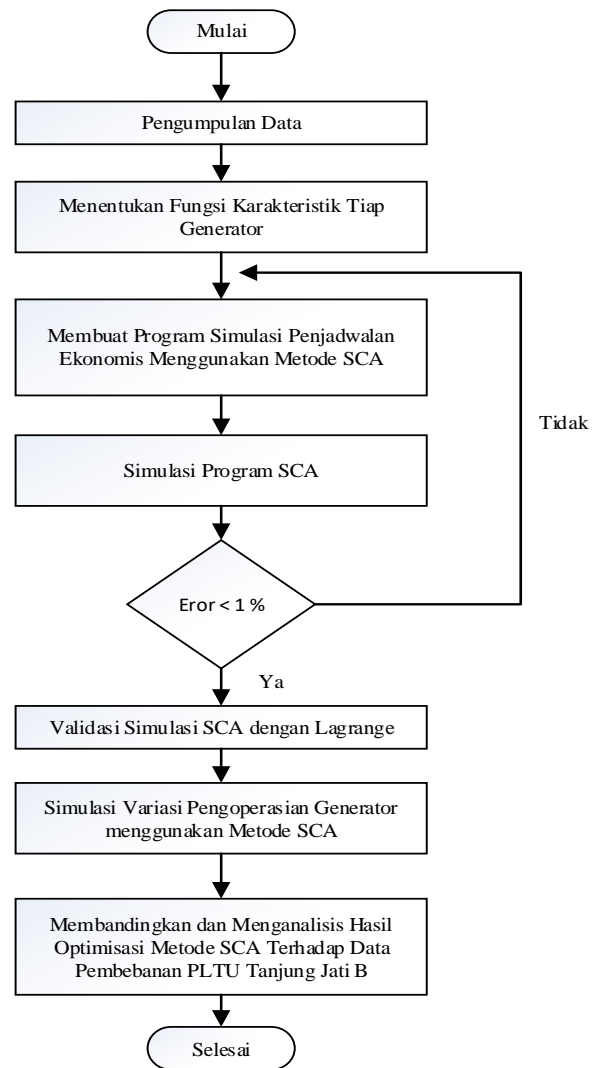 Mulai
Pengumpulan Data
Menentukan Fungsi Karakteristik Tiap
Generator
Membuat Program Simulasi Penjadwalan
Ekonomis Menggunakan Metode SCA
Tidak
Simulasi Program SCA
Eror < 1 %
Ya
Validasi Simulasi SCA dengan Lagrange
Simulasi Variasi Pengoperasian Generator
menggunakan Metode SCA
Membandingkan dan Menganalisis Hasil
Optimisasi Metode SCA Terhadap Data
Pembebanan PLTU Tanjung Jati B
Selesai